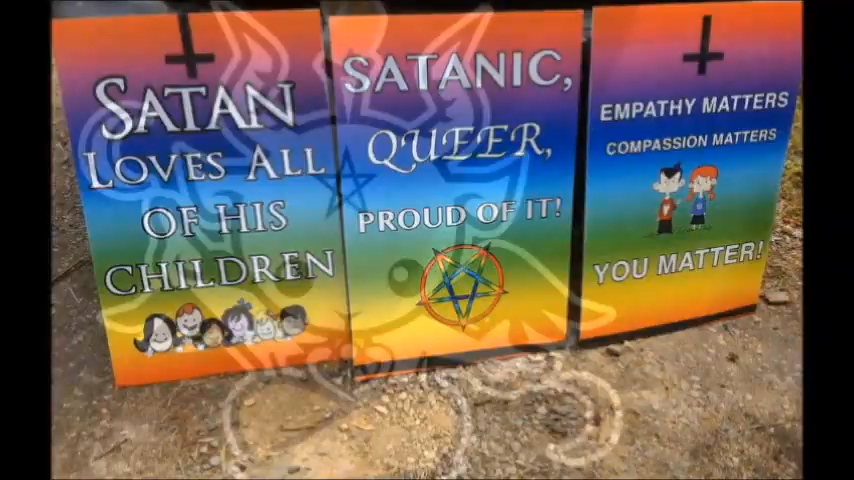 SATAN
LOVES ALL
OF HIS
CHILDREN
SATANIC,
QUEER,
PROUD OF IT!
EMPATHY MATTERS
COMPASSION MATTERS
YOU MATTER!